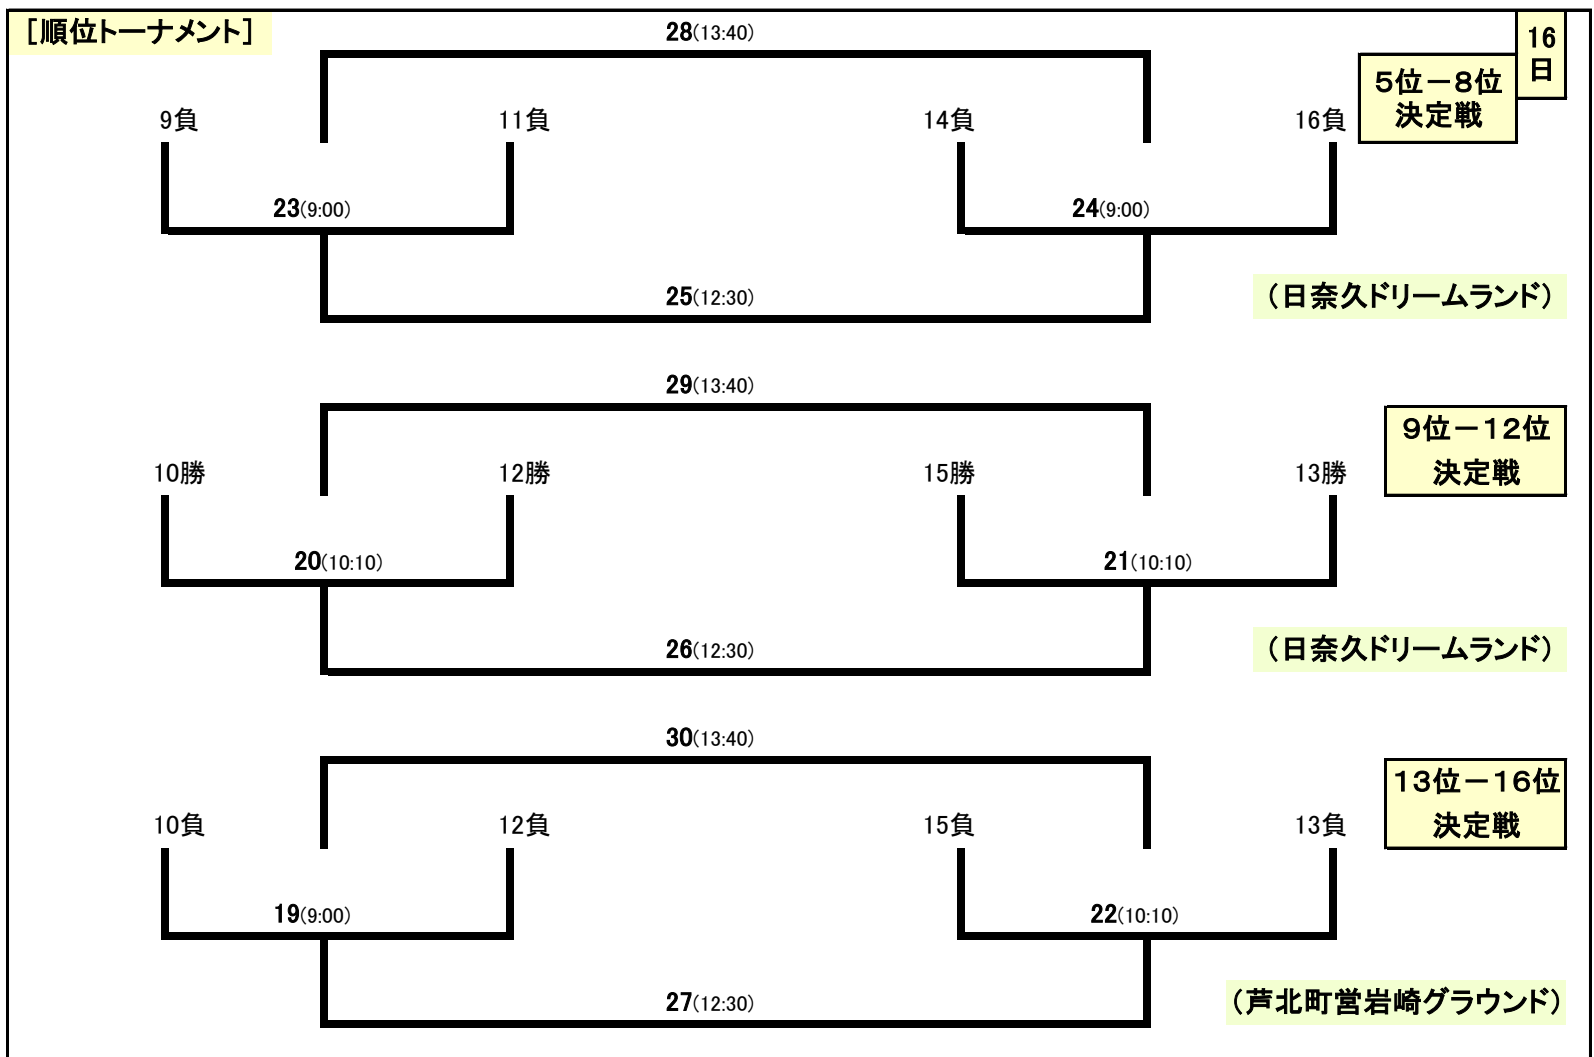 [順位トーナメント]
28(13:40)
16
日
5位－8位
決定戦
9負
11負
14負
16負
23(9:00)
24(9:00)
25(12:30)
(日奈久ドリームランド)
29(13:40)
9位－12位
決定戦
10勝
12勝
15勝
13勝
20(10:10)
21(10:10)
26(12:30)
(日奈久ドリームランド)
30(13:40)
13位－16位
決定戦
10負
12負
15負
13負
19(9:00)
22(10:10)
27(12:30)
(芦北町営岩崎グラウンド)